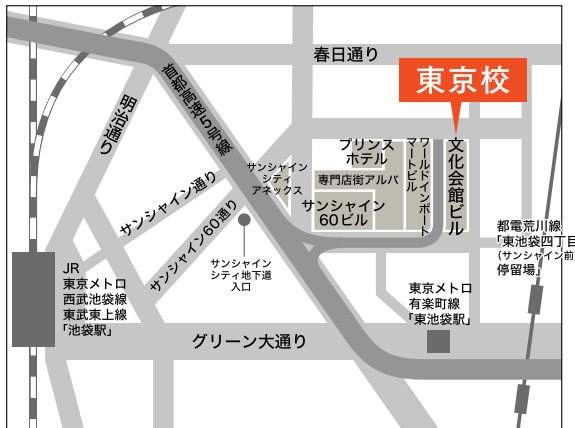 春日通り
東京校
首都高速5号線
明治通り
プリンス
ホテル
ワールドインポート
マートビル
文化会館ビル
サンシャイン
シティ
アネックス
専門店街アルパ
サンシャイン
60ビル
サンシャイン通り
サンシャイン60通り
サンシャイン
シティ地下道
入口
都電荒川線
「東池袋四丁目
(サンシャイン前)
停留場」
JR
東京メトロ
西武池袋線
東武東上線
「池袋駅」
東京メトロ
有楽町線
「東池袋駅」
グリーン大通り